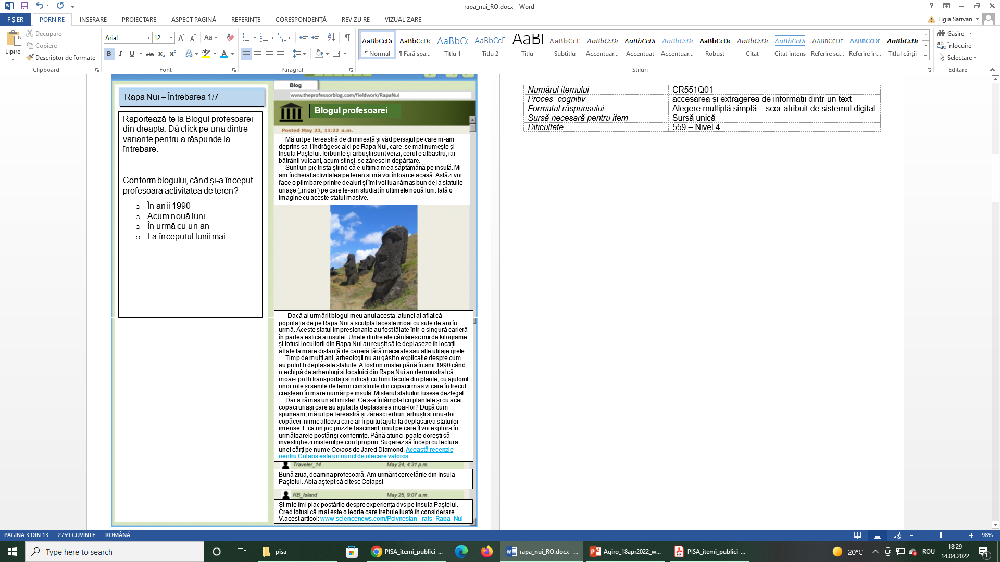 rapa_nui_RO.docx - Word
FIȘIER PORNIRE INSERARE PROIECTARE ASPECT PAGINĂ REFERINȚE CORESPONDENȚĂ REVIZUIRE VIZUALIZARE
Ligia Sarivan
Lipire
Decupare
Copiere
Descriptor de formate
Clipboard
Arial 12
Font
Paragraf
AaBbCcDc AaBbCcDc AaBbC AaBbCcD AaBl AaBbCcD AaBbCcDc AaBbCcDc AaBbCcDc AaBbCcDc AaBbCcDc AaBbCcDc AABBCCDE AABBCCDE AaBbCcDc
¶ Normal ¶ Fără spa... Titlu 1 Titlu 2 Titlu Subtitlu Accentuar... Accentuat Accentuar... Robust Citat Citat intens Referire su... Referire in... Titlul cărții
Stiluri
Găsire
Înlocuire
Selectare
Editare
Rapa Nui – Întrebarea 1/7
Raportează-te la Blogul profesoarei
din dreapta. Dă click pe una dintre
variante pentru a răspunde la
întrebare.
Conform blogului, când și-a început
profesoara activitatea de teren?
o În anii 1990
o Acum nouă luni
o În urmă cu un an
o La începutul lunii mai.
Blog
www.theprofessorblog.com/fieldwork/RapaNui
Blogul profesoarei
Posted May 23, 11:22 a.m.
Mă uit pe fereastră de dimineață și văd peisajul pe care m-am
deprins sa-l îndrăgesc aici pe Rapa Nui, care, se mai numește și
Insula Paștelui. Ierburile și arbuștii sunt verzi, cerul e albastru, iar
bătrânii vulcani, acum stinși, se zăresc in depărtare.
Sunt un pic tristă știind că e ultima mea săptămână pe insulă. Mi-
am încheiat activitatea pe teren și mă voi întoarce acasă. Astăzi voi
face o plimbare printre dealuri și îmi voi lua rămas bun de la statuile
uriașe („moai”) pe care le-am studiat în ultimele nouă luni. Iată o
imagine cu aceste statui masive.
Dacă ai urmărit blogul meu anul acesta, atunci ai aflat că
populația de pe Rapa Nui a sculptat aceste moai cu sute de ani în
urmă. Aceste statui impresionante au fost tăiate într-o singură carieră
în partea estică a insulei. Unele dintre ele cântăresc mii de kilograme
și totuși locuitorii din Rapa Nui au reușit să le deplaseze în locații
aflate la mare distanță de carieră fără macarale sau alte utilaje grele.
Timp de mulți ani, arheologii nu au găsit o explicație despre cum
au putut fi deplasate statuile. A fost un mister până în anii 1990 când
o echipă de arheologi și localnici din Rapa Nui au demonstrat că
moai-i pot fi transportați și ridicați cu funii făcute din plante, cu ajutorul
unor role și șenile de lemn construite din copacii masivi care în trecut
creșteau în mare număr pe insulă. Misterul statuilor fusese dezlegat.
Dar a rămas un alt mister. Ce s-a întâmplat cu plantele și cu acei
copaci uriași care au ajutat la deplasarea moai-lor? După cum
spuneam, mă uit pe fereastră și zăresc ierburi, arbuști și unu-doi
copăcei, nimic altceva care ar fi puitut ajuta la deplasarea statuilor
imense. E ca un joc puzzle fascinant, unul pe care îl voi explora în
următoarele postări și conferințe. Până atunci, poate dorești să
investighezi misterul pe cont propriu. Sugerez să începi cu lectura
unei cărți pe nume Colaps de Jared Diamond. Această recenzie
pentru Colaps este un punct de plecare valoros.
Traveler_14 May 24, 4:31 p.m.
Bună ziua, doamna profesoară. Am urmărit cercetările din Insula
Paștelui. Abia aștept să citesc Colaps!
KB_Island May 25, 9:07 a.m.
Și mie îmi plac postările despre experiența dvs pe Insula Paștelui.
Cred totuși că mai este o teorie care trebuie luată în considerare.
V.acest articol: www.sciencenews.com/Polynesian_rats_Rapa_Nui
Numărul itemului CR551Q01
Proces cognitiv accesarea și extragerea de informații dintr-un text
Formatul răspunsului Alegere multiplă simplă – scor atribuit de sistemul digital
Sursă necesară pentru item Sursă unică
Dificultate 559 – Nivel 4
PAGINA 3 DIN 13 2759 CUVINTE ROMÂNĂ 98%
Type here to search
pisa
PISA_itemi_publici-...
rapa_nui_RO.docx -...
Agiro_18apr2022_w...
PISA_itemi_publici-...
20°C
ROU
18:29
14.04.2022
1